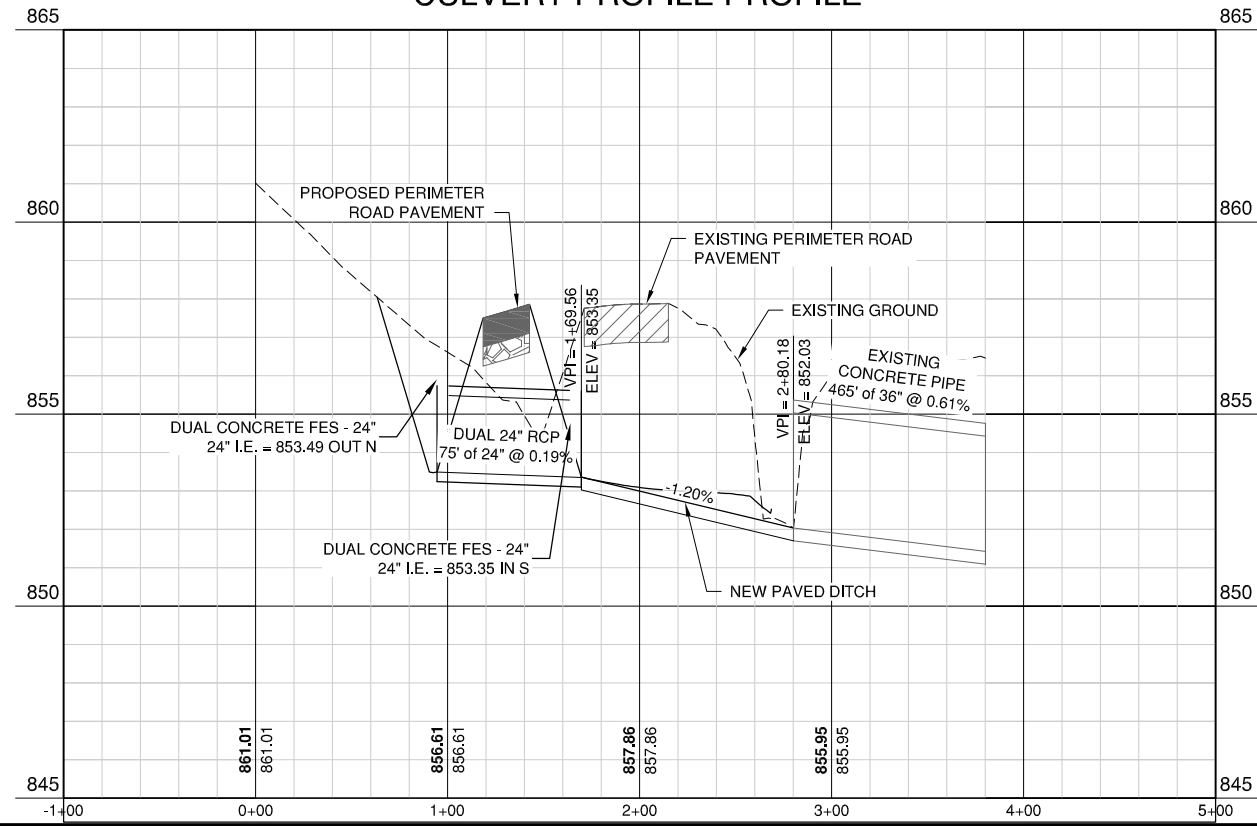 CULVERT PROFILE PROFILE
865
865
PROPOSED PERIMETER
ROAD PAVEMENT
860
860
EXISTING PERIMETER ROAD
PAVEMENT
EXISTING GROUND
VPI = 1+69.56
ELEV = 853.35
VPI = 2+80.18
ELEV = 852.03
EXISTING
CONCRETE PIPE
465' of 36" @ 0.61%
855
855
DUAL CONCRETE FES - 24"
24" I.E. = 853.49 OUT N
DUAL 24" RCP
75' of 24" @ 0.19%
-1.20%
DUAL CONCRETE FES - 24"
24" I.E. = 853.35 IN S
NEW PAVED DITCH
850
850
861.01
861.01
856.61
856.61
857.86
857.86
855.95
855.95
845
845
-1+00
0+00
1+00
2+00
3+00
4+00
5+00